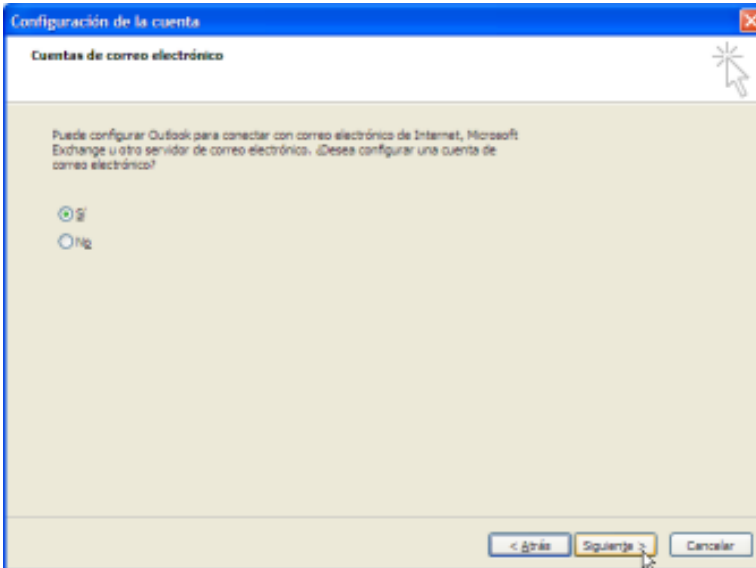 Configuración de la cuenta
Cuentas de correo electrónico
Puede configurar Outlook para conectar con correo electrónico de Internet, Microsoft
Exchange u otro servidor de correo electrónico. ¿Desea configurar una cuenta de
correo electrónico?
Sí
No
< Atrás
Siguiente >
Cancelar